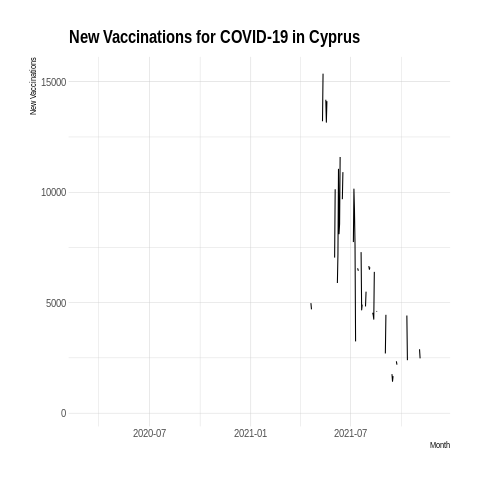 New Vaccinations for COVID-19 in Cyprus
New Vaccinations
15000
10000
5000
0
2020-07
2021-01
2021-07
Month